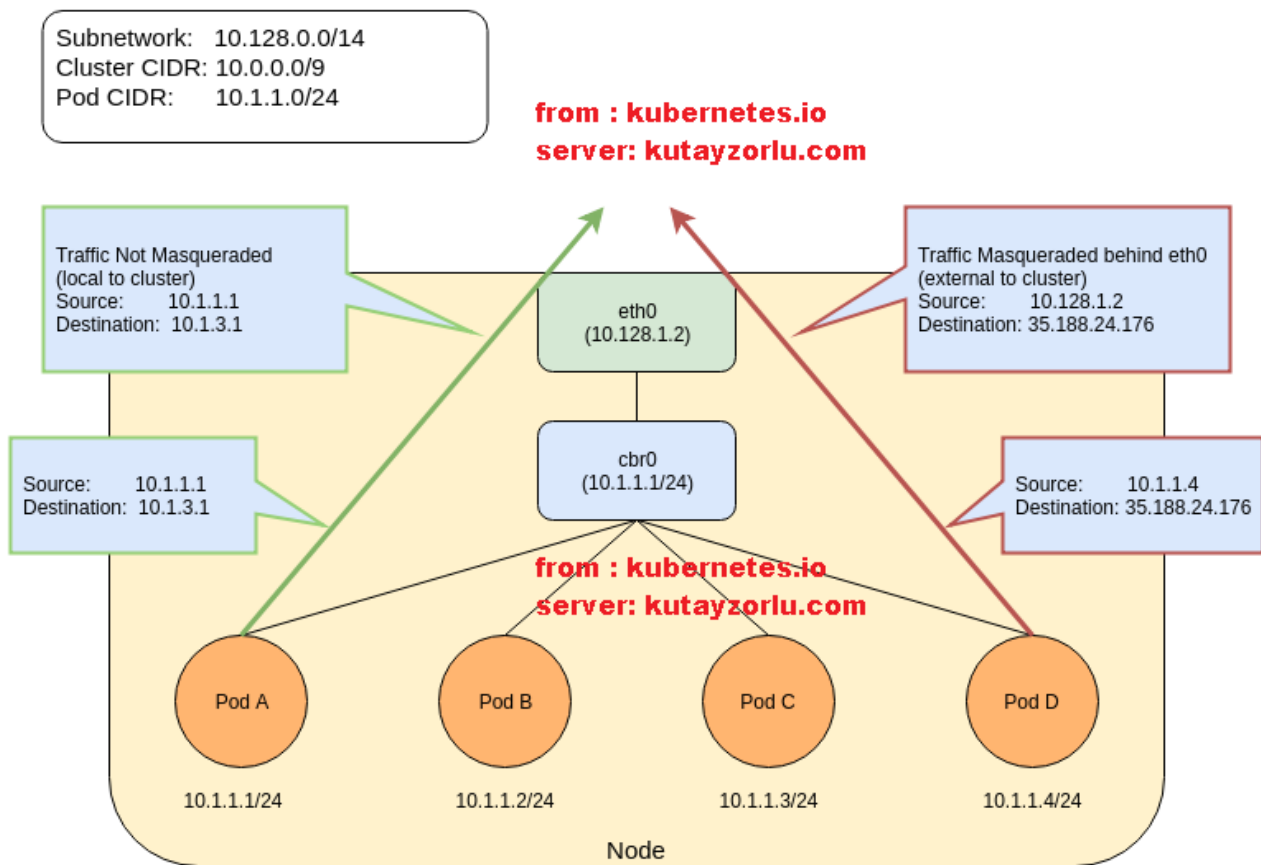 Subnetwork: 10.128.0.0/14
Cluster CIDR: 10.0.0.0/9
Pod CIDR: 10.1.1.0/24
from : kubernetes.io
server: kutayzorlu.com
Traffic Not Masqueraded
(local to cluster)
Source: 10.1.1.1
Destination: 10.1.3.1
eth0
(10.128.1.2)
Traffic Masqueraded behind eth0
(external to cluster)
Source: 10.128.1.2
Destination: 35.188.24.176
Source: 10.1.1.1
Destination: 10.1.3.1
cbr0
(10.1.1.1/24)
Source: 10.1.1.4
Destination: 35.188.24.176
from : kubernetes.io
server: kutayzorlu.com
Pod A
Pod B
Pod C
Pod D
10.1.1.1/24
10.1.1.2/24
10.1.1.3/24
10.1.1.4/24
Node